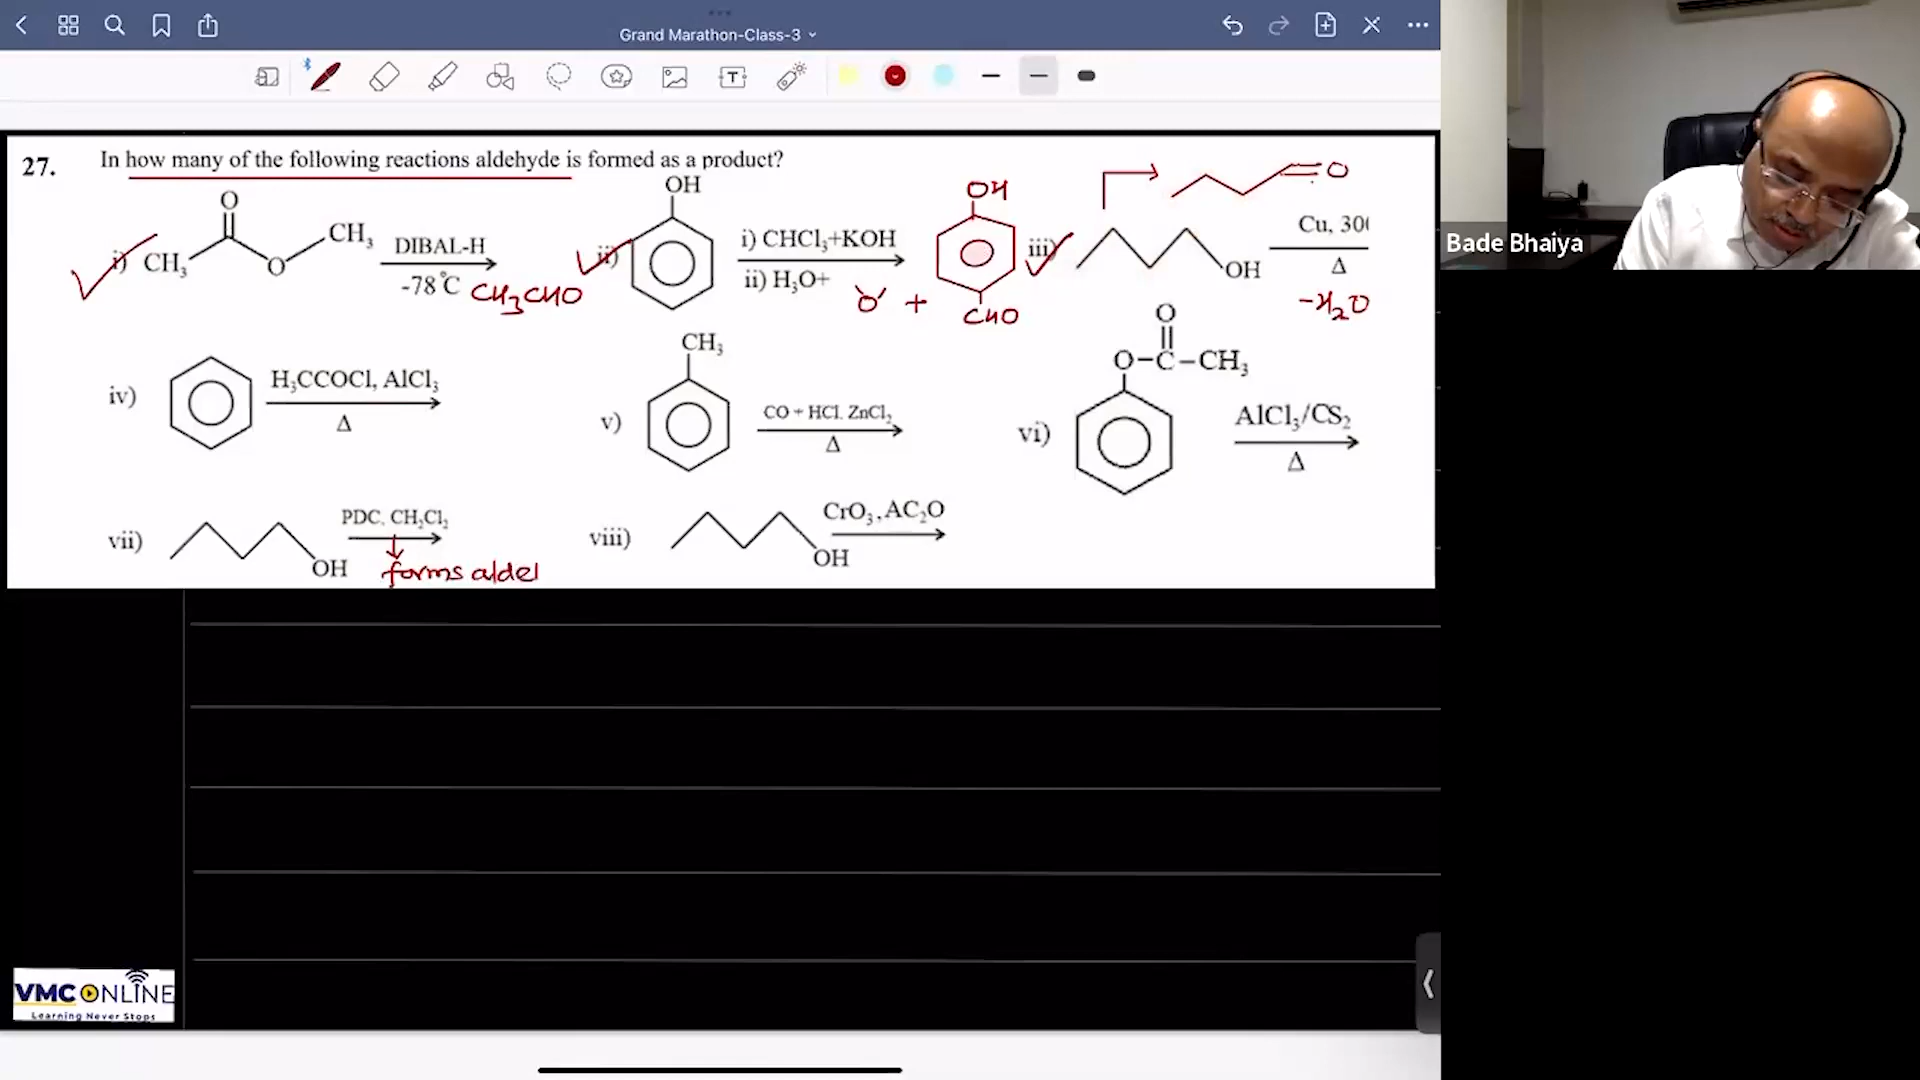 Grand Marathon-Class-3
27. In how many of the following reactions aldehyde is formed as a product?
i) CH₃ O O CH₃ DIBAL-H -78°C CH₃CHO
ii) OH i) CHCl₃+KOH ii) H₃O+ 'O' + OH CHO
iii) OH Cu, 30 Δ -H₂O O
iv) H₃CCOCl, AlCl₃ Δ
v) CH₃ CO + HCl. ZnCl₂ Δ
vi) O O-C-CH₃ AlCl₃/CS₂ Δ
vii) OH PDC, CH₂Cl₂ forms aldel
viii) OH CrO₃,AC₂O
Bade Bhaiya
VMC ONLINE
Learning Never Stops